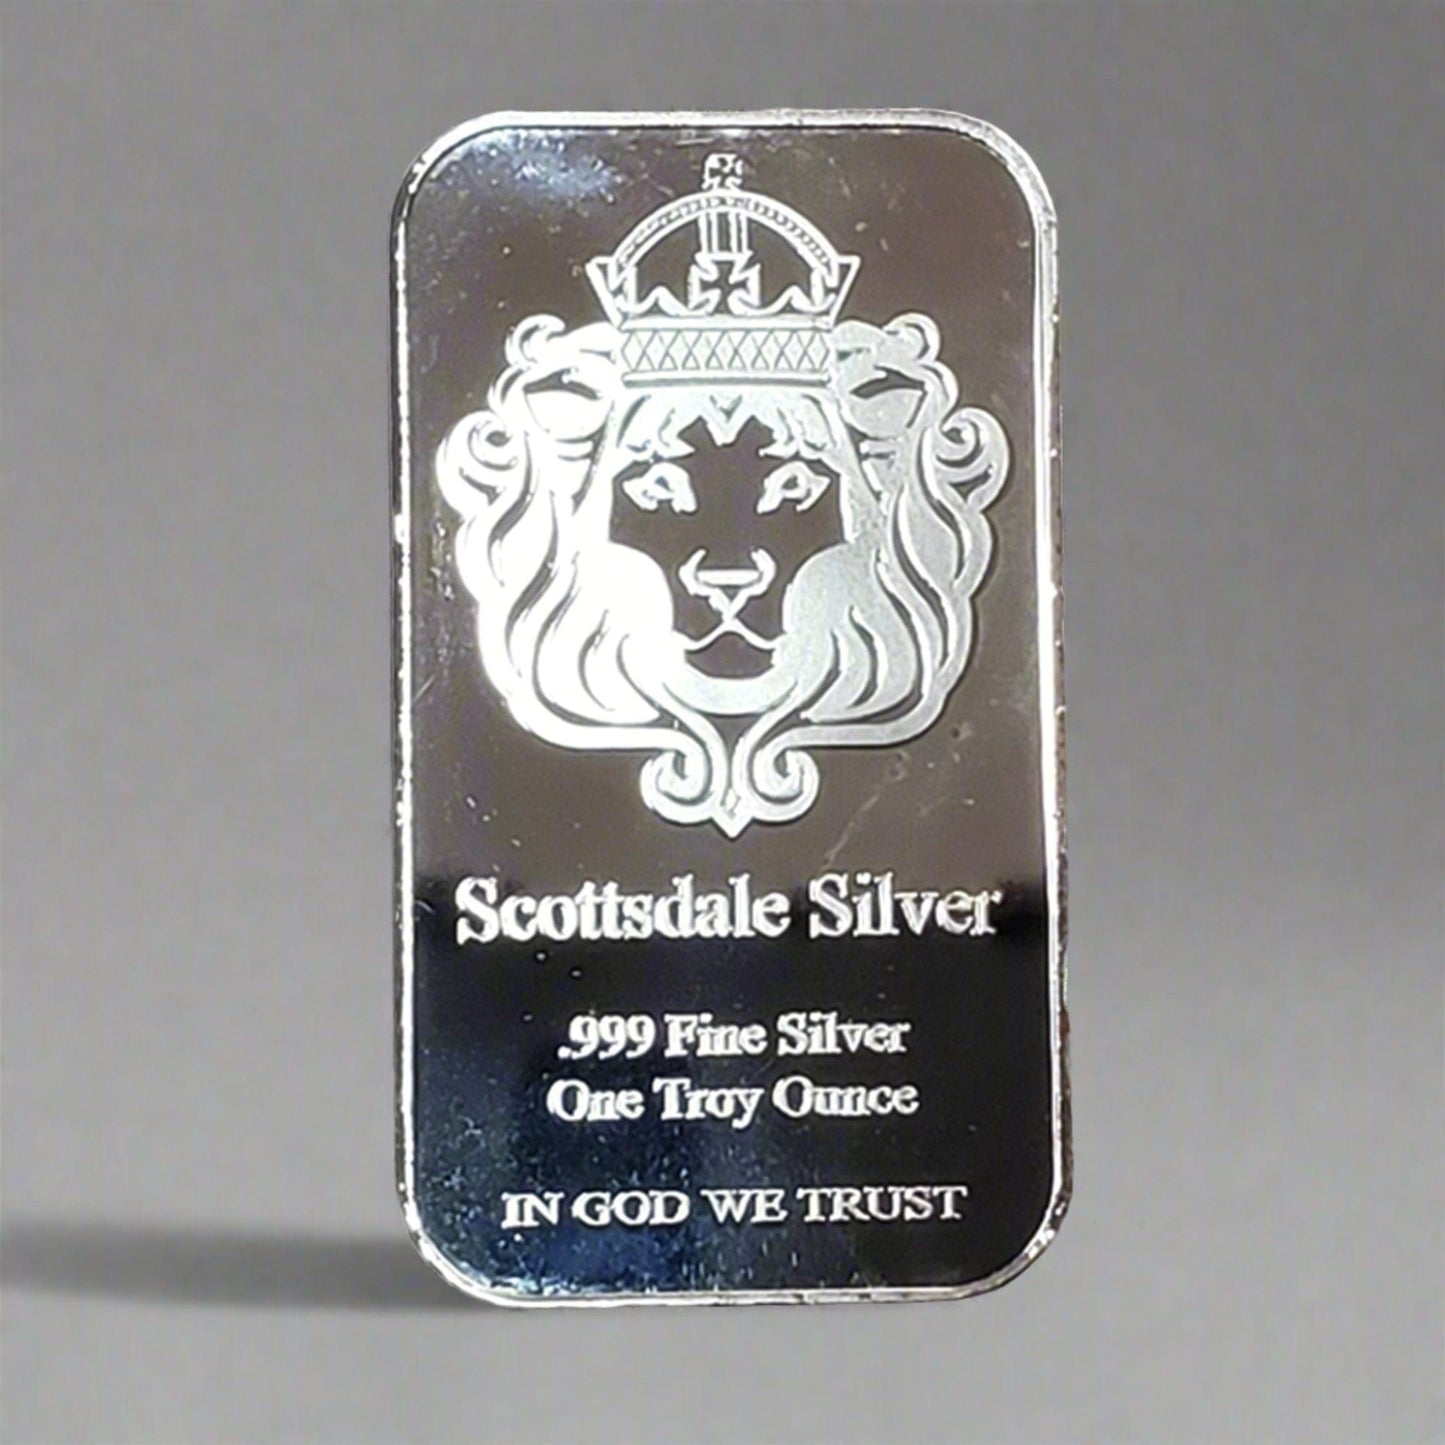 Scottsdale Silver
.999 Fine Silver
One Troy Ounce
IN GOD WE TRUST